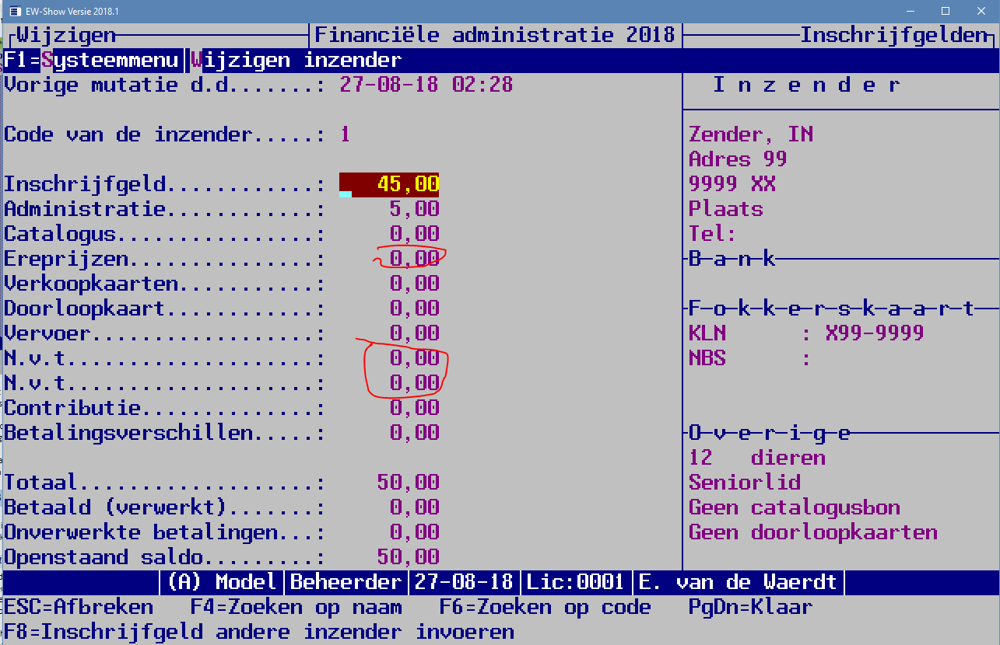 EW-Show Versie 2018.1
Wijzigen Financiële administratie 2018 Inschrijfgelden
F1=Systeemmenu Wijzigen inzender
Vorige mutatie d.d.......: 27-08-18 02:28
Code van de inzender.....: 1
Inschrijfgeld............: 45,00
Administratie............: 5,00
Catalogus................: 0,00
Ereprijzen...............: 0,00
Verkoopkaarten...........: 0,00
Doorloopkaart............: 0,00
Vervoer..................: 0,00
N.v.t....................: 0,00
N.v.t....................: 0,00
Contributie..............: 0,00
Betalingsverschillen.....: 0,00
Totaal...................: 50,00
Betaald (verwerkt).......: 0,00
Onverwerkte betalingen...: 0,00
Openstaand saldo.........: 50,00
I n z e n d e r
Zender, IN
Adres 99
9999 XX
Plaats
Tel:
B-a-n-k
F-o-k-k-e-r-s-k-a-a-r-t
KLN : X99-9999
NBS :
O-v-e-r-i-g-e
12 dieren
Seniorlid
Geen catalogusbon
Geen doorloopkaarten
(A) Model Beheerder 27-08-18 Lic:0001 E. van de Waerdt
ESC=Afbreken F4=Zoeken op naam F6=Zoeken op code PgDn=Klaar
F8=Inschrijfgeld andere inzender invoeren